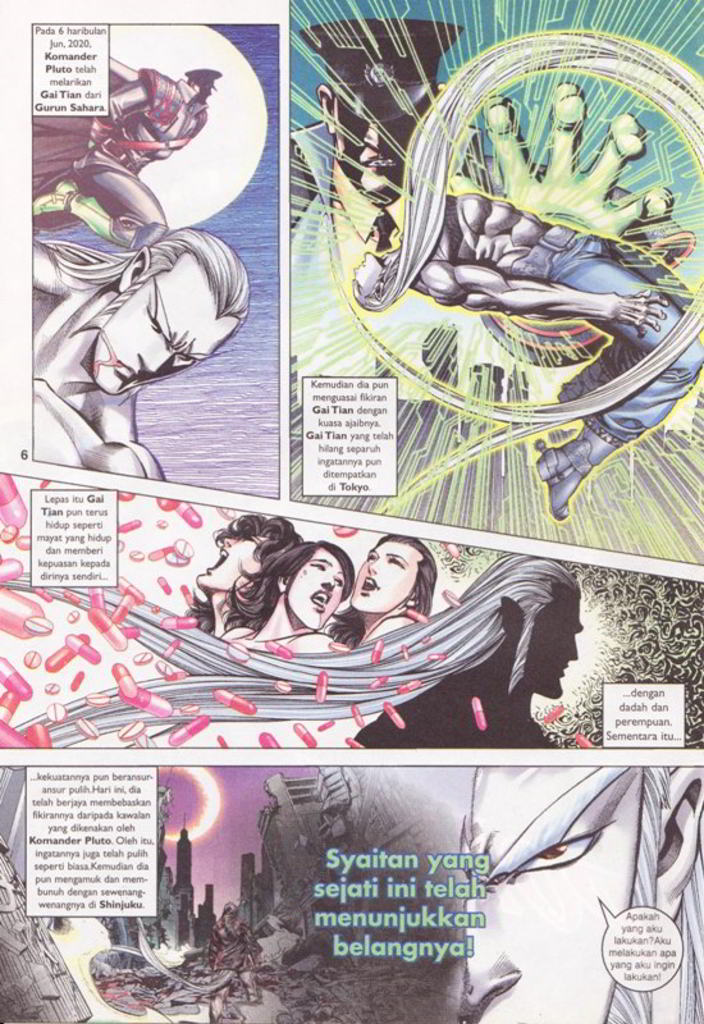 Pada 6 haribulan
Jun, 2020,
Komander
Pluto telah
melarikan
Gai Tian dari
Gurun Sahara.
Kemudian dia pun
menguasai fikiran
Gai Tian dengan
kuasa ajaibnya.
Gai Tian yang telah
hilang separuh
ingatannya pun
ditempatkan
di Tokyo.
6
Lepas itu Gai
Tian pun terus
hidup seperti
mayat yang hidup
dan memberi
kepuasan kepada
dirinya sendiri...
...dengan
dadah dan
perempuan.
Sementara itu...
...kekuatannya pun beransur-
ansur pulih.Hari ini, dia
telah berjaya membebaskan
fikirannya daripada kawalan
yang dikenakan oleh
Komander Pluto. Oleh itu,
ingatannya juga telah pulih
seperti biasa.Kemudian dia
pun mengamuk dan mem-
bunuh dengan sewenang-
wenangnya di Shinjuku.
Syaitan yang
sejati ini telah
menunjukkan
belangnya!
Apakah
yang aku
lakukan?Aku
melakukan apa
yang aku ingin
lakukan!